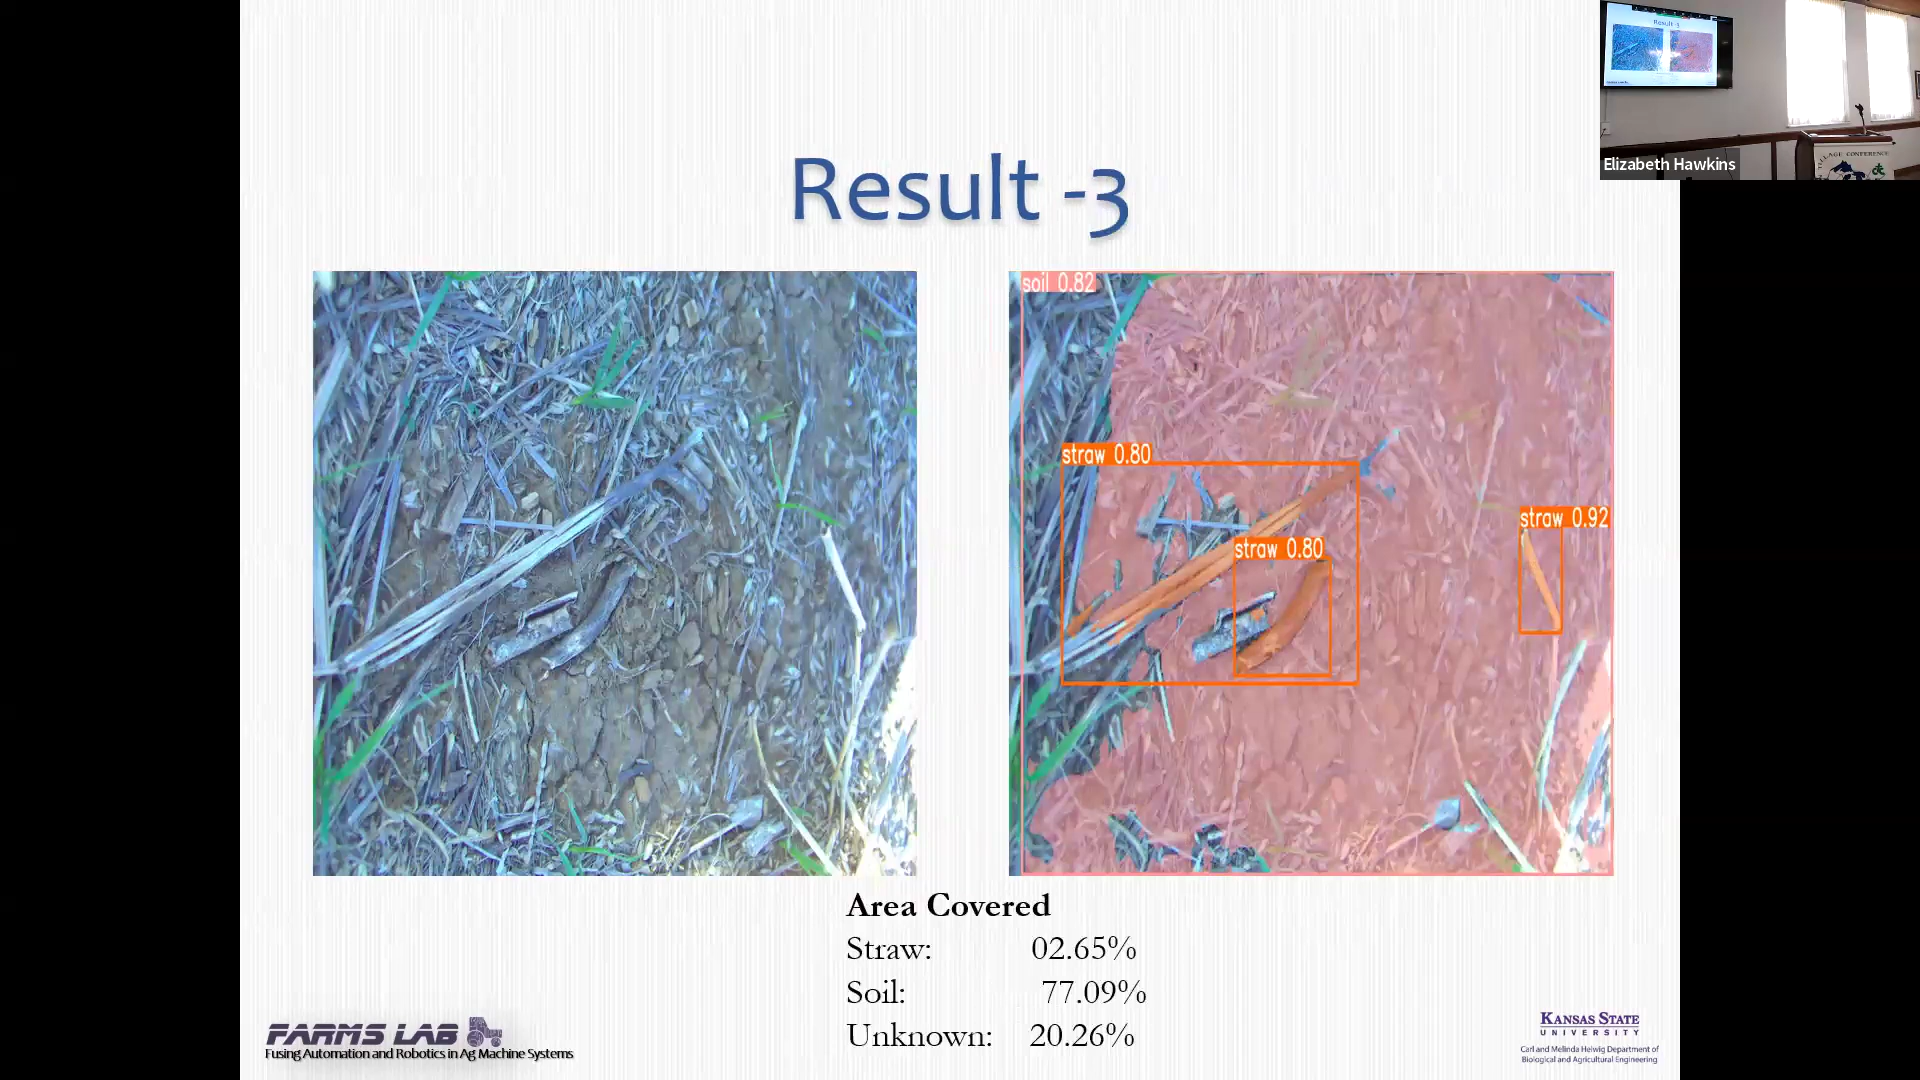 Result -3
Elizabeth Hawkins
VILLAGE CONFERENCE
soil 0.82
straw 0.80
straw 0.80
straw 0.92
Area Covered
Straw: 02.65%
Soil: 77.09%
Unknown: 20.26%
FARMS LAB
Fusing Automation and Robotics in Ag Machine Systems
KANSAS STATE
UNIVERSITY
Carl and Melinda Helwig Department of
Biological and Agricultural Engineering